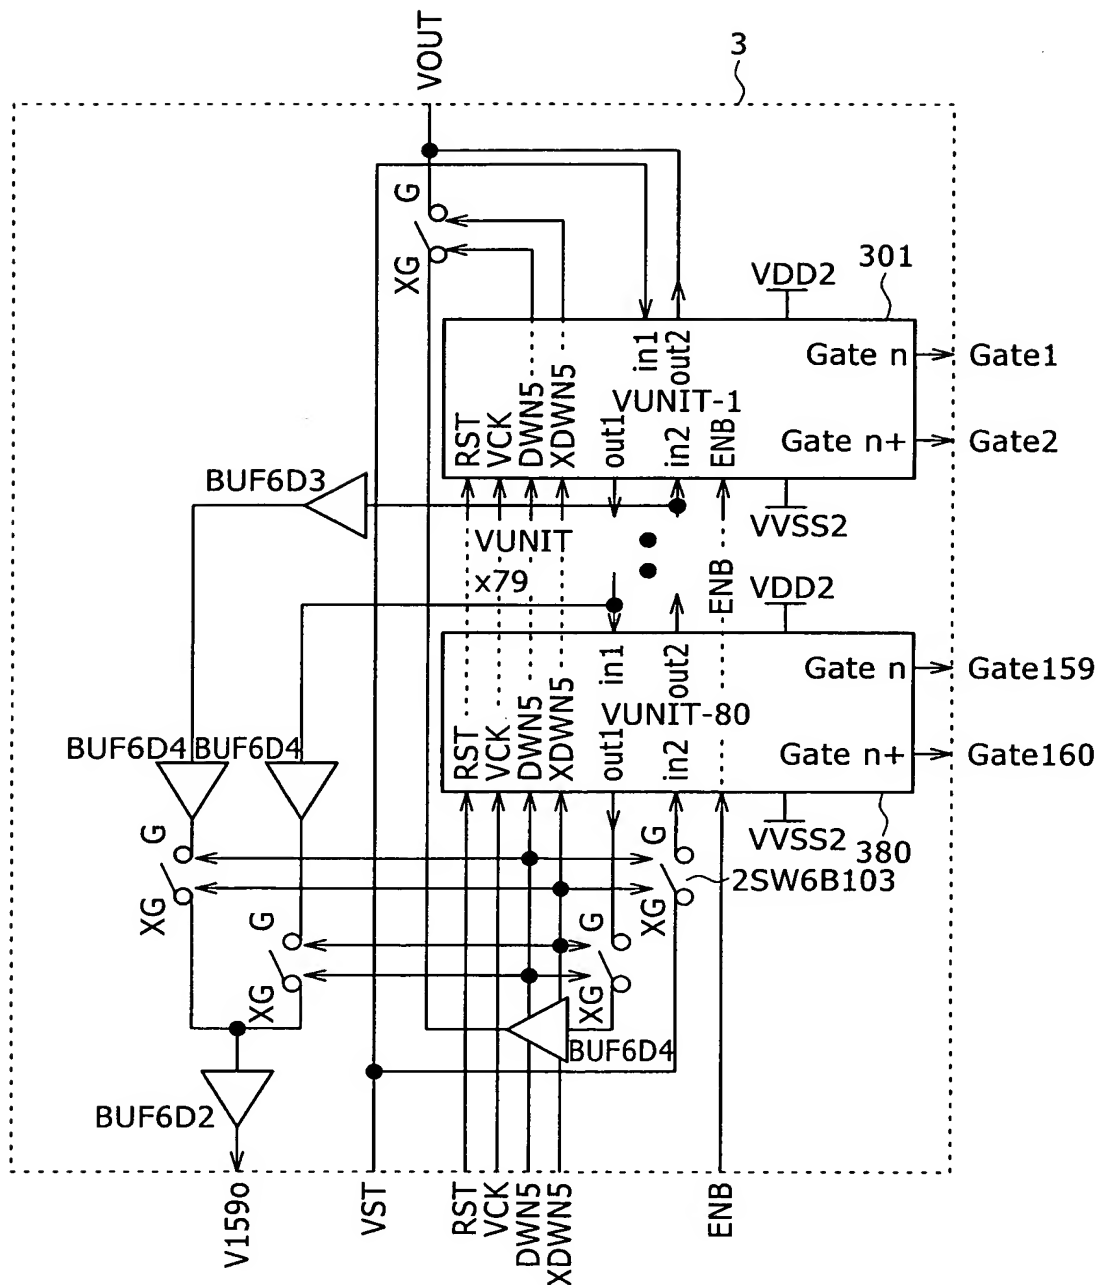 VOUT
3
G
XG
301
VDD2
in1
out2
Gate n
Gate1
VUNIT-1
RST
VCK
DWN5
XDWN5
out1
in2
ENB
Gate n+
Gate2
BUF6D3
VVSS2
VUNIT
x79
ENB
VDD2
in1
out2
Gate n
Gate159
VUNIT-80
RST
VCK
DWN5
XDWN5
out1
in2
Gate n+
Gate160
BUF6D4
BUF6D4
VVSS2
380
G
G
2SW6B103
XG
XG
G
G
XG
XG
BUF6D4
BUF6D2
V159o
VST
RST
VCK
DWN5
XDWN5
ENB